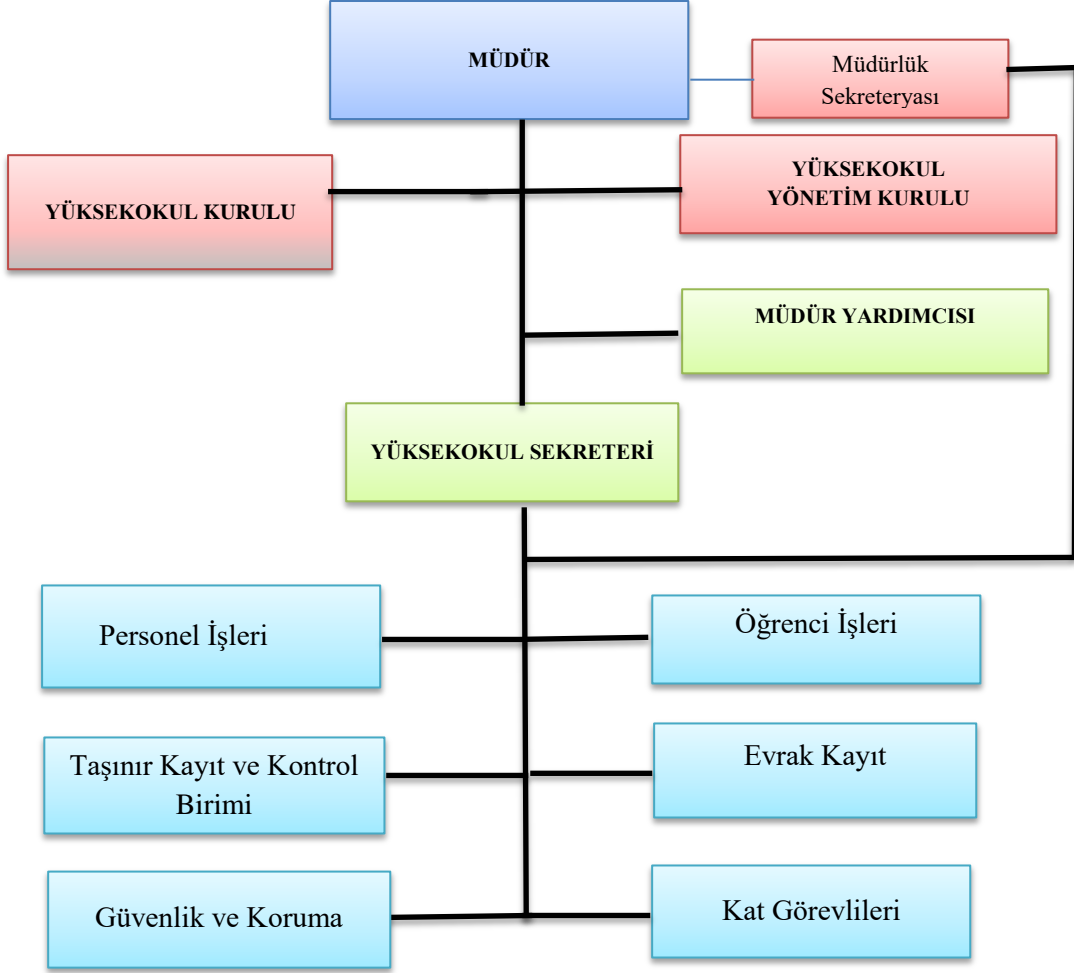 MÜDÜR
Müdürlük
Sekreteryası
YÜKSEKOKUL KURULU
YÜKSEKOKUL
YÖNETİM KURULU
MÜDÜR YARDIMCISI
YÜKSEKOKUL SEKRETERİ
Personel İşleri
Öğrenci İşleri
Taşınır Kayıt ve Kontrol
Birimi
Evrak Kayıt
Güvenlik ve Koruma
Kat Görevlileri